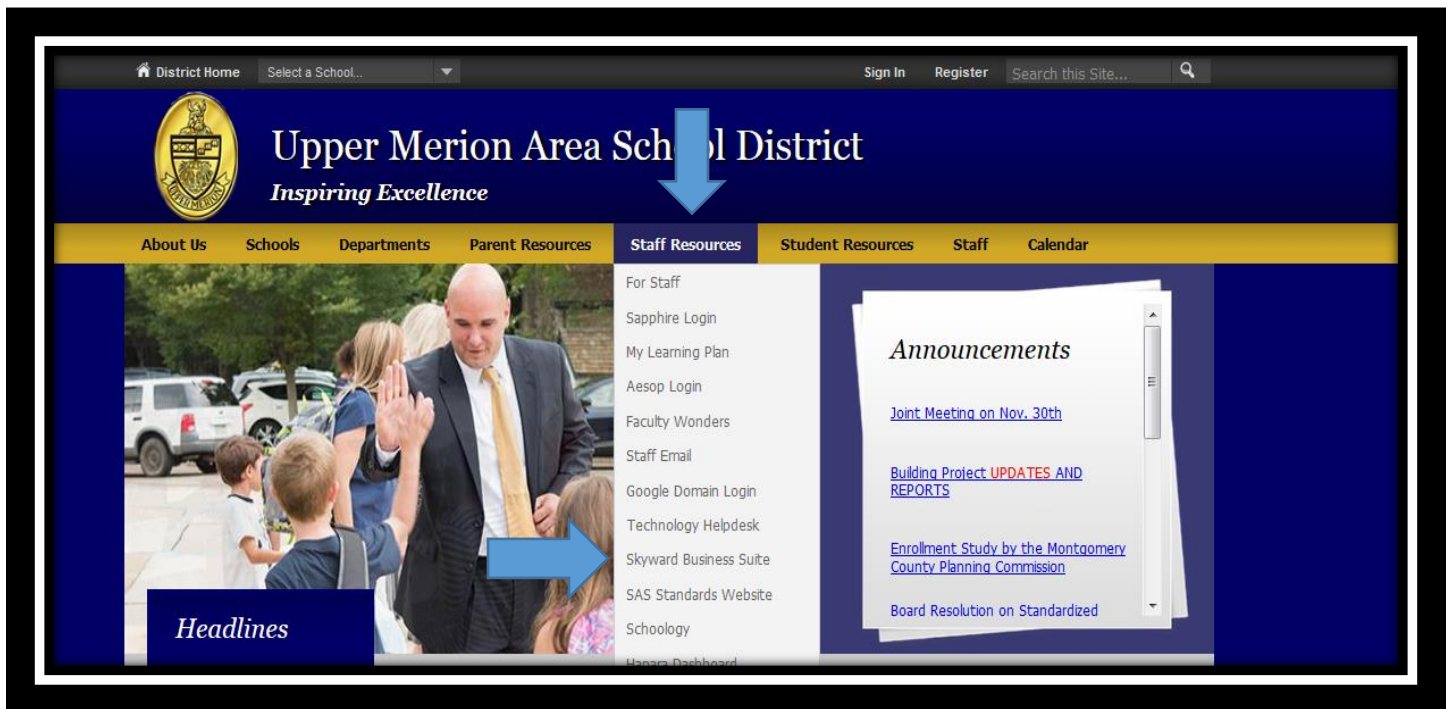 District Home Select a School... Sign In Register Search this Site...
Upper Merion Area Sch l District
Inspiring Excellence
UPPER MERION
About Us Schools Departments Parent Resources Staff Resources Student Resources Staff Calendar
For Staff
Sapphire Login
My Learning Plan
Aesop Login
Faculty Wonders
Staff Email
Google Domain Login
Technology Helpdesk
Skyward Business Suite
SAS Standards Website
Schoology
Hapara Dashboard
Announcements
Joint Meeting on Nov. 30th
Building Project UPDATES AND
REPORTS
Enrollment Study by the Montgomery
County Planning Commission
Board Resolution on Standardized
Headlines